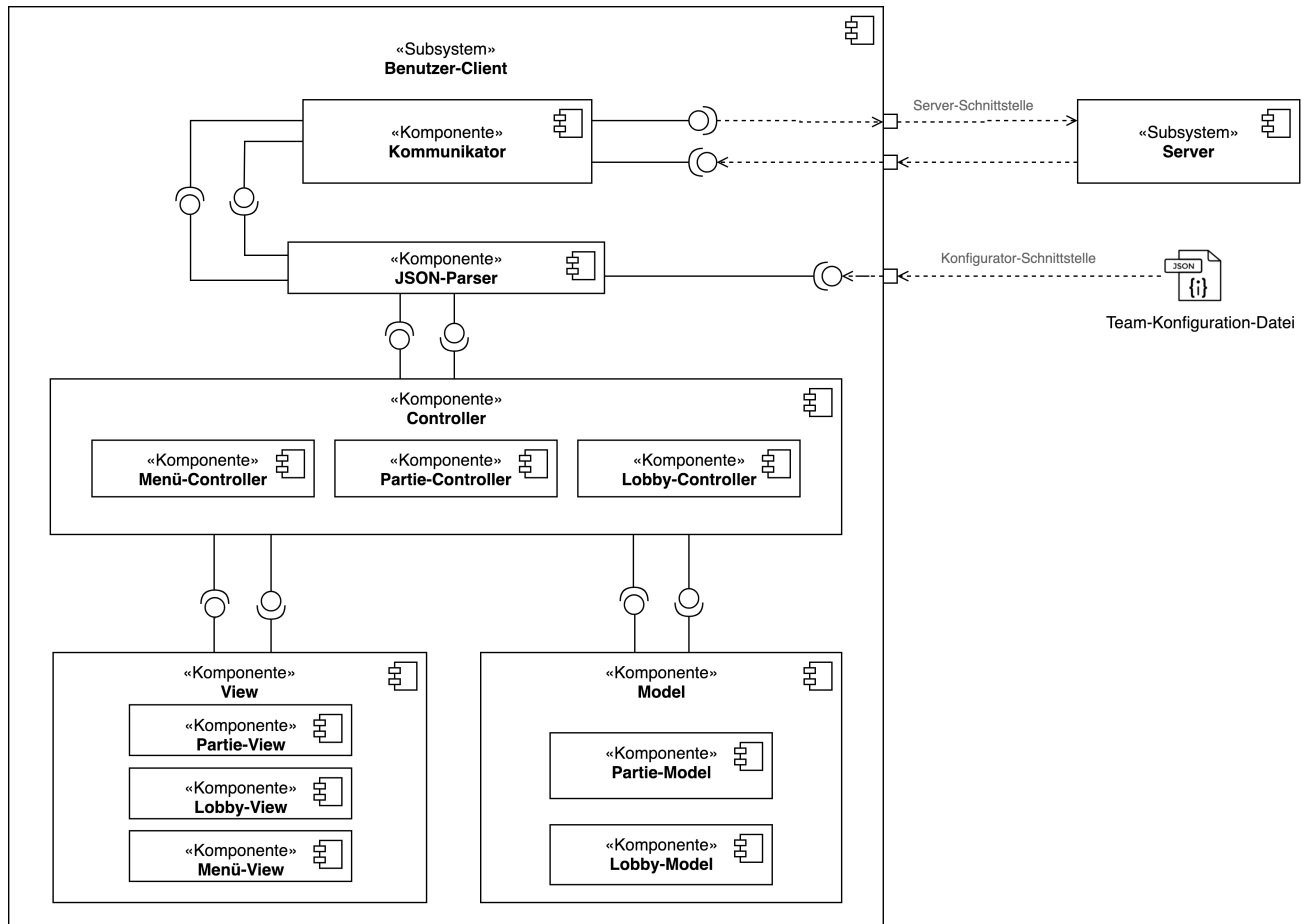 «Subsystem»
Benutzer-Client
«Komponente»
Kommunikator
Server-Schnittstelle
«Subsystem»
Server
«Komponente»
JSON-Parser
Konfigurator-Schnittstelle
JSON
{i}
Team-Konfiguration-Datei
«Komponente»
Controller
«Komponente»
Menü-Controller
«Komponente»
Partie-Controller
«Komponente»
Lobby-Controller
«Komponente»
View
«Komponente»
Partie-View
«Komponente»
Lobby-View
«Komponente»
Menü-View
«Komponente»
Model
«Komponente»
Partie-Model
«Komponente»
Lobby-Model